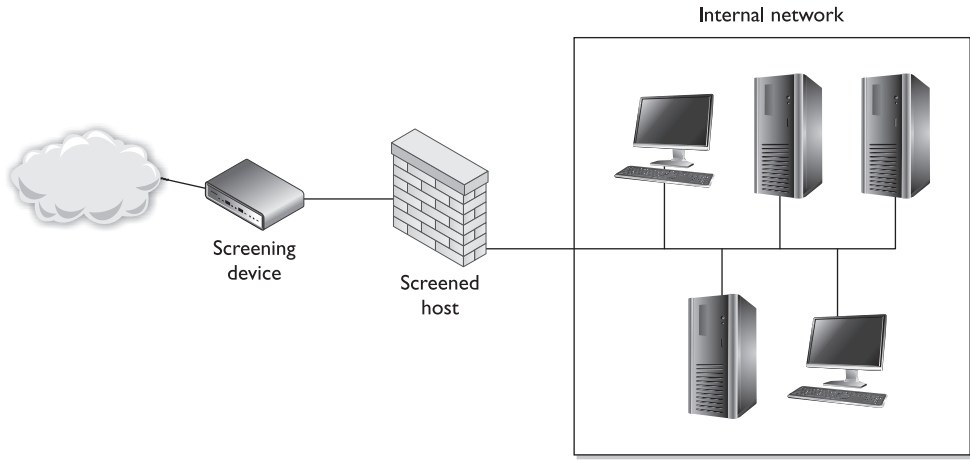 Internal network
Screening
device
Screened
host